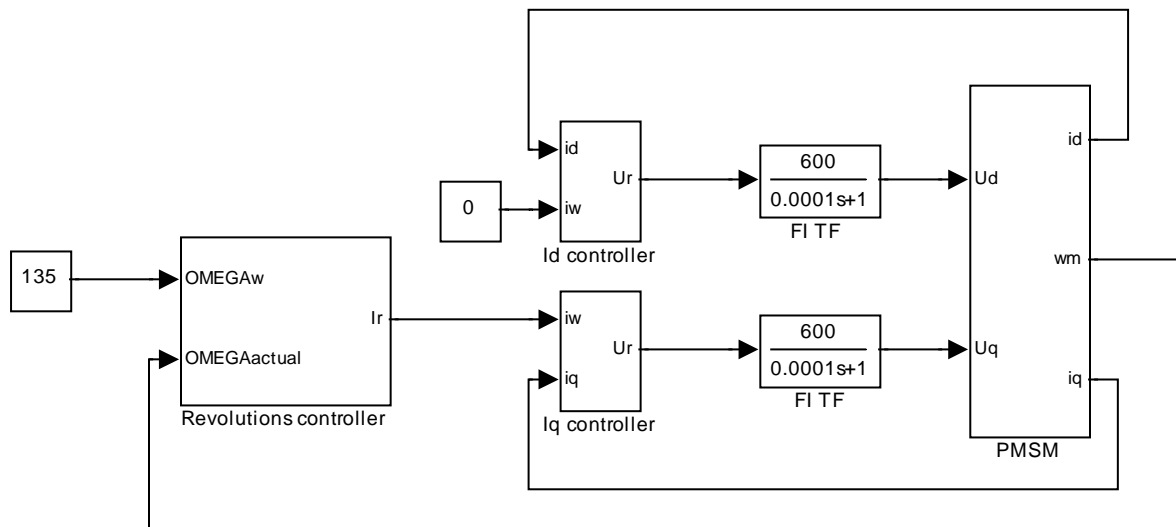 id
id
600
Ur
Ud
0.0001s+1
0
iw
FI TF
Id controller
135
OMEGAw
wm
Ir
iw
600
OMEGAactual
Ur
Uq
0.0001s+1
iq
iq
FI TF
Revolutions controller
Iq controller
PMSM